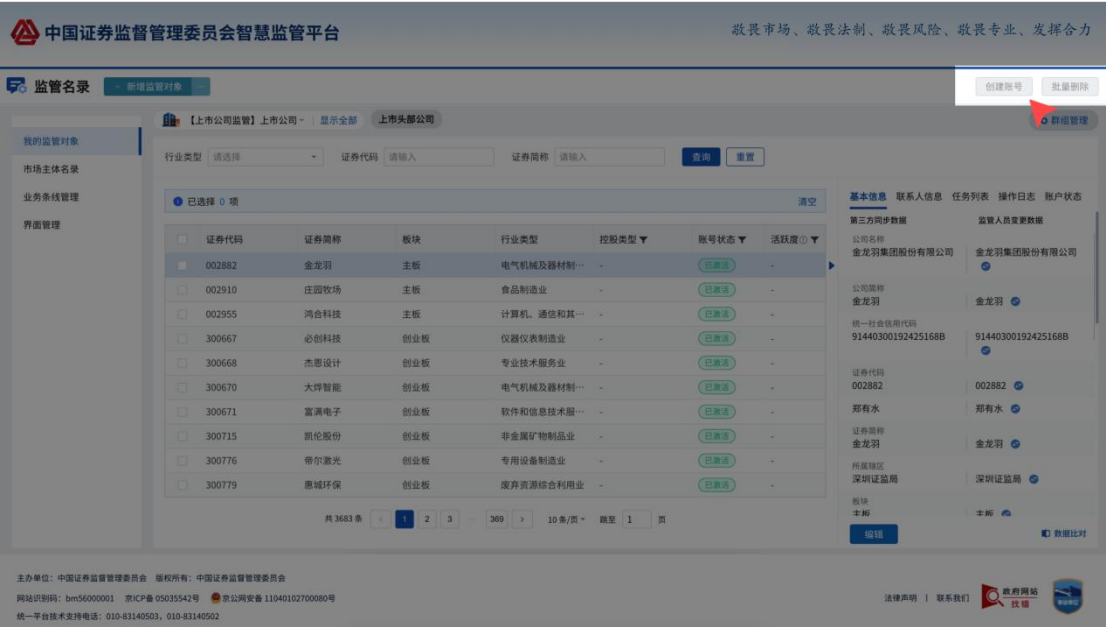 中国证券监督管理委员会智慧监管平台
敬畏市场、敬畏法制、敬畏风险、敬畏专业、发挥合力
监管名录 新增监管对象 创建账号 批量删除
【上市公司监管】上市公司 显示全部 上市头部公司 群组管理
我的监管对象
市场主体名录
业务条线管理
界面管理
行业类型 请选择 证券代码 请输入 证券简称 请输入 查询 重置
已选择 0 项 清空
证券代码 证券简称 板块 行业类型 控股类型 账号状态 活跃度
002882 金龙羽 主板 电气机械及器材制… - 已激活 -
002910 庄园牧场 主板 食品制造业 - 已激活 -
002955 鸿合科技 主板 计算机、通信和其… - 已激活 -
300667 必创科技 创业板 仪器仪表制造业 - 已激活 -
300668 杰恩设计 创业板 专业技术服务业 - 已激活 -
300670 大烨智能 创业板 电气机械及器材制… - 已激活 -
300671 富满电子 创业板 软件和信息技术服… - 已激活 -
300715 凯伦股份 创业板 非金属矿物制品业 - 已激活 -
300776 帝尔激光 创业板 专用设备制造业 - 已激活 -
300779 惠城环保 创业板 废弃资源综合利用业 - 已激活 -
共 3683 条 < 1 2 3 … 369 > 10 条/页 跳至 1 页
基本信息 联系人信息 任务列表 操作日志 账户状态
第三方同步数据 监管人员变更数据
公司名称
金龙羽集团股份有限公司 金龙羽集团股份有限公司
公司简称
金龙羽 金龙羽
统一社会信用代码
91440300192425168B 91440300192425168B
证券代码
002882 002882
郑有水 郑有水
证券简称
金龙羽 金龙羽
所属辖区
深圳证监局 深圳证监局
板块
主板 主板
编辑 数据比对
主办单位：中国证券监督管理委员会 版权所有：中国证券监督管理委员会
网站识别码：bm56000001 京ICP备 05035542号 京公网安备 11040102700080号
统一平台技术支持电话：010-83140503，010-83140502
法律声明 | 联系我们 政府网站
找错